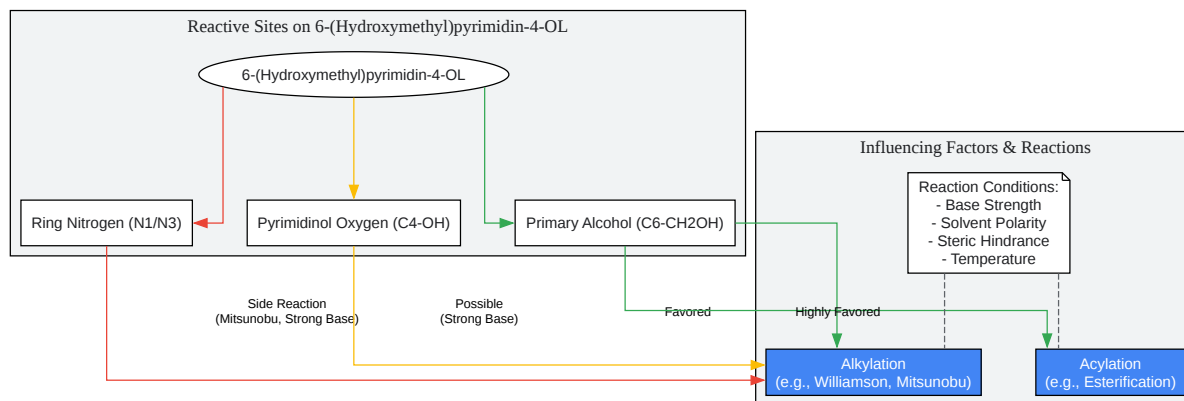 Reactive Sites on 6-(Hydroxymethyl)pyrimidin-4-OL
6-(Hydroxymethyl)pyrimidin-4-OL
Ring Nitrogen (N1/N3)
Pyrimidinol Oxygen (C4-OH)
Primary Alcohol (C6-CH2OH)
Influencing Factors & Reactions
Reaction Conditions:
- Base Strength
- Solvent Polarity
- Steric Hindrance
- Temperature
Side Reaction
(Mitsunobu, Strong Base)
Possible
(Strong Base)
Favored
Highly Favored
Alkylation
(e.g., Williamson, Mitsunobu)
Acylation
(e.g., Esterification)